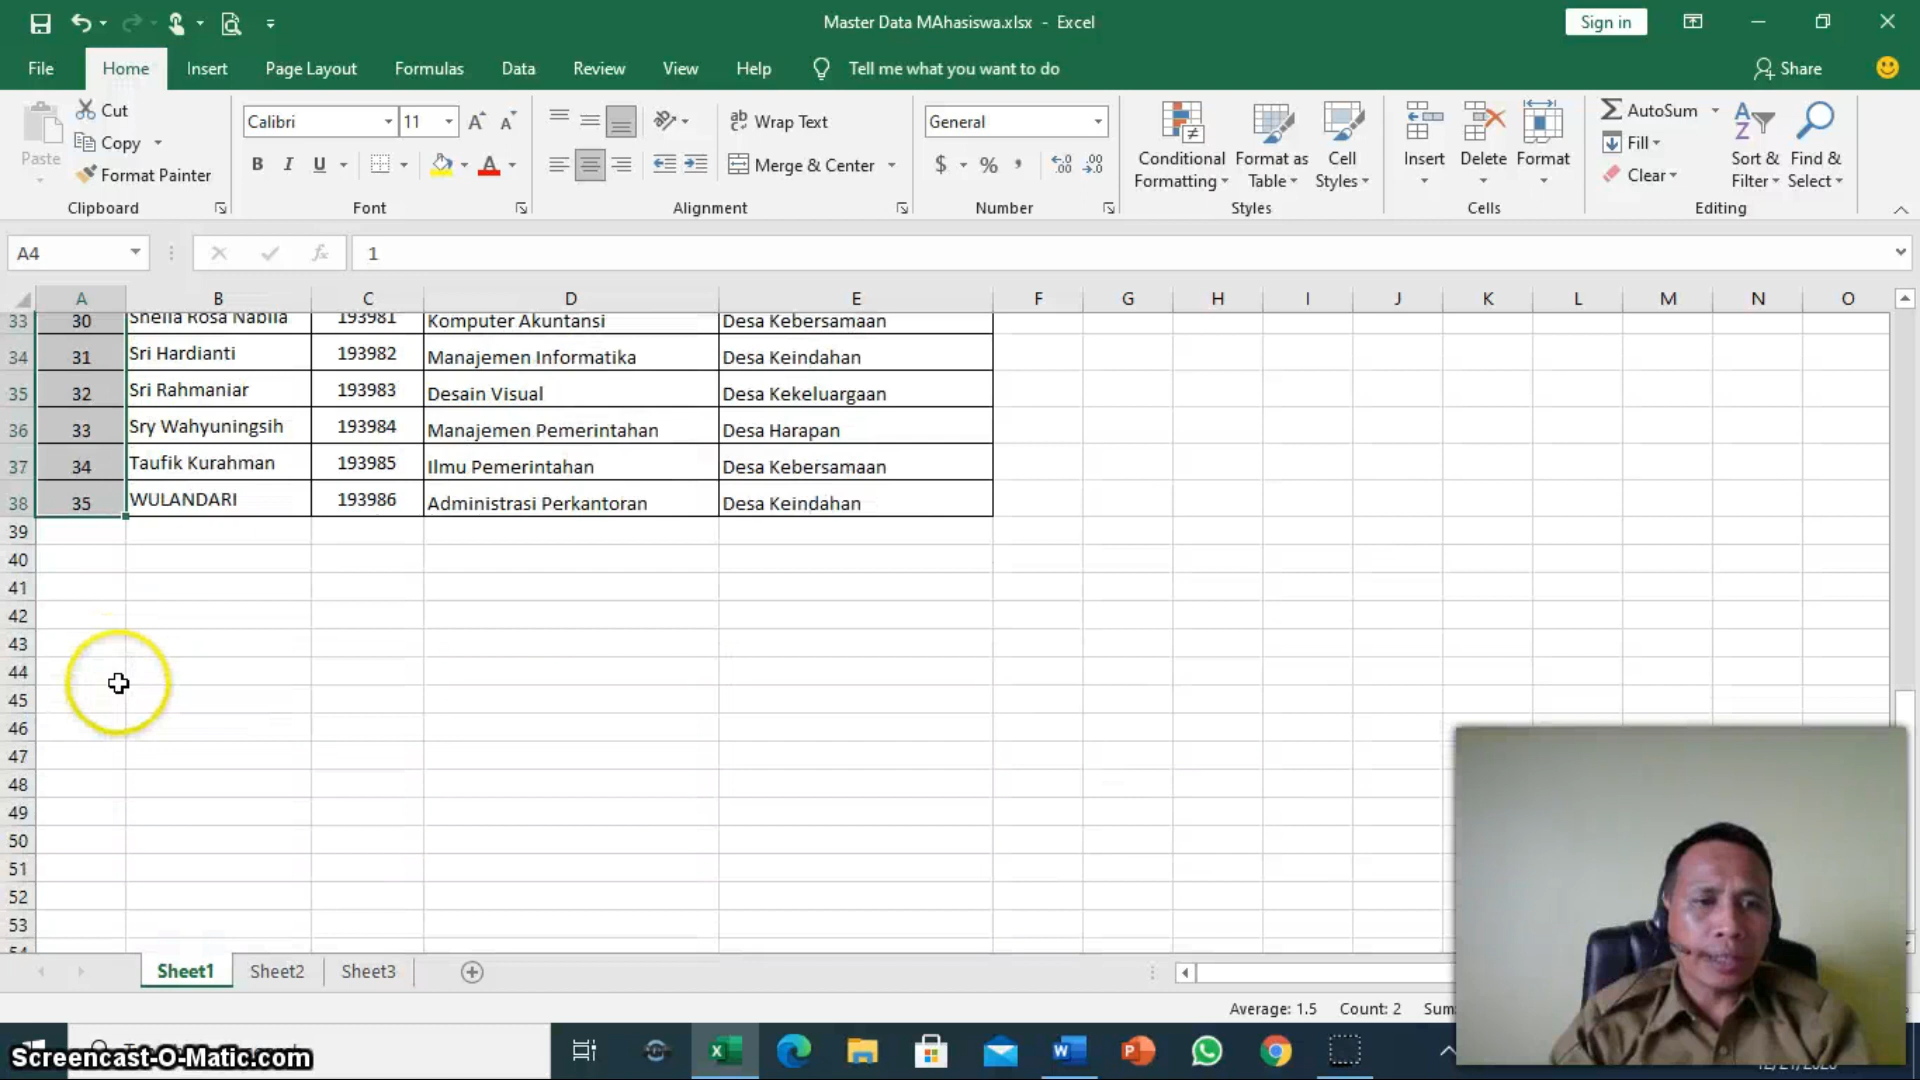 Master Data MAhasiswa.xlsx - Excel
Sign in
File Home Insert Page Layout Formulas Data Review View Help Tell me what you want to do Share
Paste
Cut
Copy
Format Painter
Clipboard
Calibri 11
B I U
Font
Wrap Text
Merge & Center
Alignment
General
$ % ,
Number
Conditional Formatting
Format as Table
Cell Styles
Styles
Insert Delete Format
Cells
AutoSum
Fill
Clear
Sort & Filter
Find & Select
Editing
A4 fx 1
A B C D E F G H I J K L M N O
33 30 Sheila Rosa Nabila 193981 Komputer Akuntansi Desa Kebersamaan
34 31 Sri Hardianti 193982 Manajemen Informatika Desa Keindahan
35 32 Sri Rahmaniar 193983 Desain Visual Desa Kekeluargaan
36 33 Sry Wahyuningsih 193984 Manajemen Pemerintahan Desa Harapan
37 34 Taufik Kurahman 193985 Ilmu Pemerintahan Desa Kebersamaan
38 35 WULANDARI 193986 Administrasi Perkantoran Desa Keindahan
39
40
41
42
43
44
45
46
47
48
49
50
51
52
53
54
Sheet1 Sheet2 Sheet3
Average: 1.5 Count: 2 Sum:
Screencast-O-Matic.com